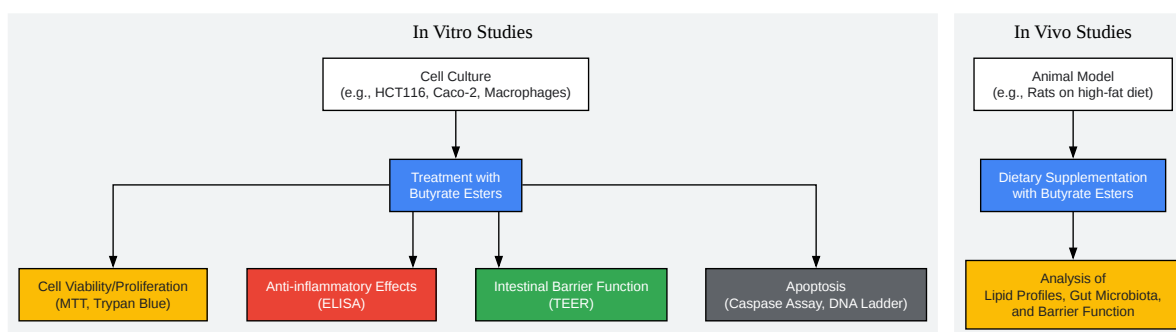 In Vitro Studies
Cell Culture
(e.g., HCT116, Caco-2, Macrophages)
Treatment with
Butyrate Esters
Cell Viability/Proliferation
(MTT, Trypan Blue)
Anti-inflammatory Effects
(ELISA)
Intestinal Barrier Function
(TEER)
Apoptosis
(Caspase Assay, DNA Ladder)
In Vivo Studies
Animal Model
(e.g., Rats on high-fat diet)
Dietary Supplementation
with Butyrate Esters
Analysis of
Lipid Profiles, Gut Microbiota,
and Barrier Function